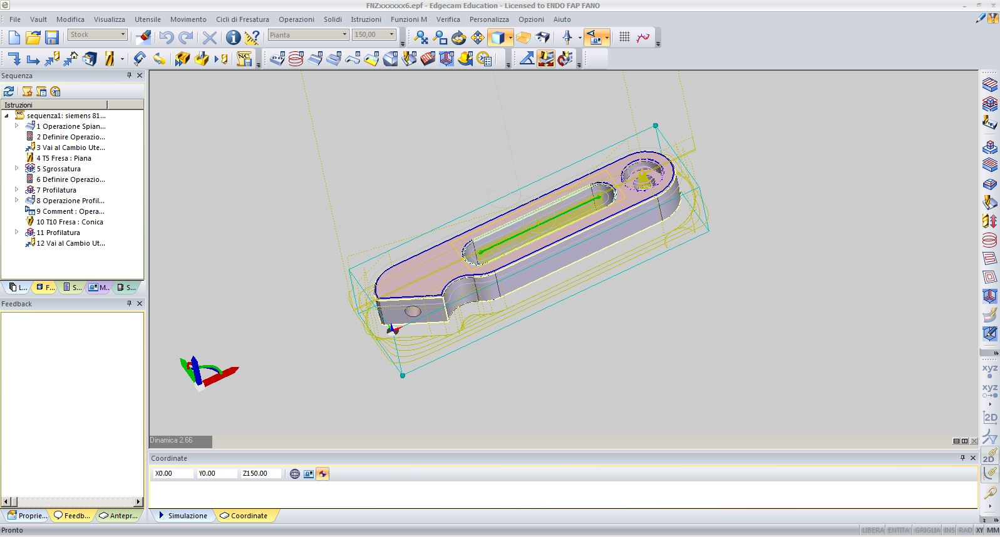 FNZxxxxxxx6.epf - Edgecam Education - Licensed to ENDO FAP FANO
File Vault Modifica Visualizza Utensile Movimento Cicli di Fresatura Operazioni Solidi Istruzioni Funzioni M Verifica Personalizza Opzioni Aiuto
Stock Pianta 150,00
Sequenza
Istruzioni
sequenza1: siemens 81...
1 Operazione Spian...
2 Definire Operazio...
3 Vai al Cambio Ute...
4 T5 Fresa : Piana
5 Sgrossatura
6 Definire Operazio...
7 Profilatura
8 Operazione Profil...
9 Comment : Opera...
10 T10 Fresa : Conica
11 Profilatura
12 Vai al Cambio Ut...
L... F... S... M... S...
Feedback
Proprie... Feedb... Antepr...
Dinamica 2.66
Coordinate
X0.00 Y0.00 Z150.00
Simulazione Coordinate
xyz
xyz
2D
2D
Pronto
LIBERA ENTITA' GRIGLIA INS RAD XY MM